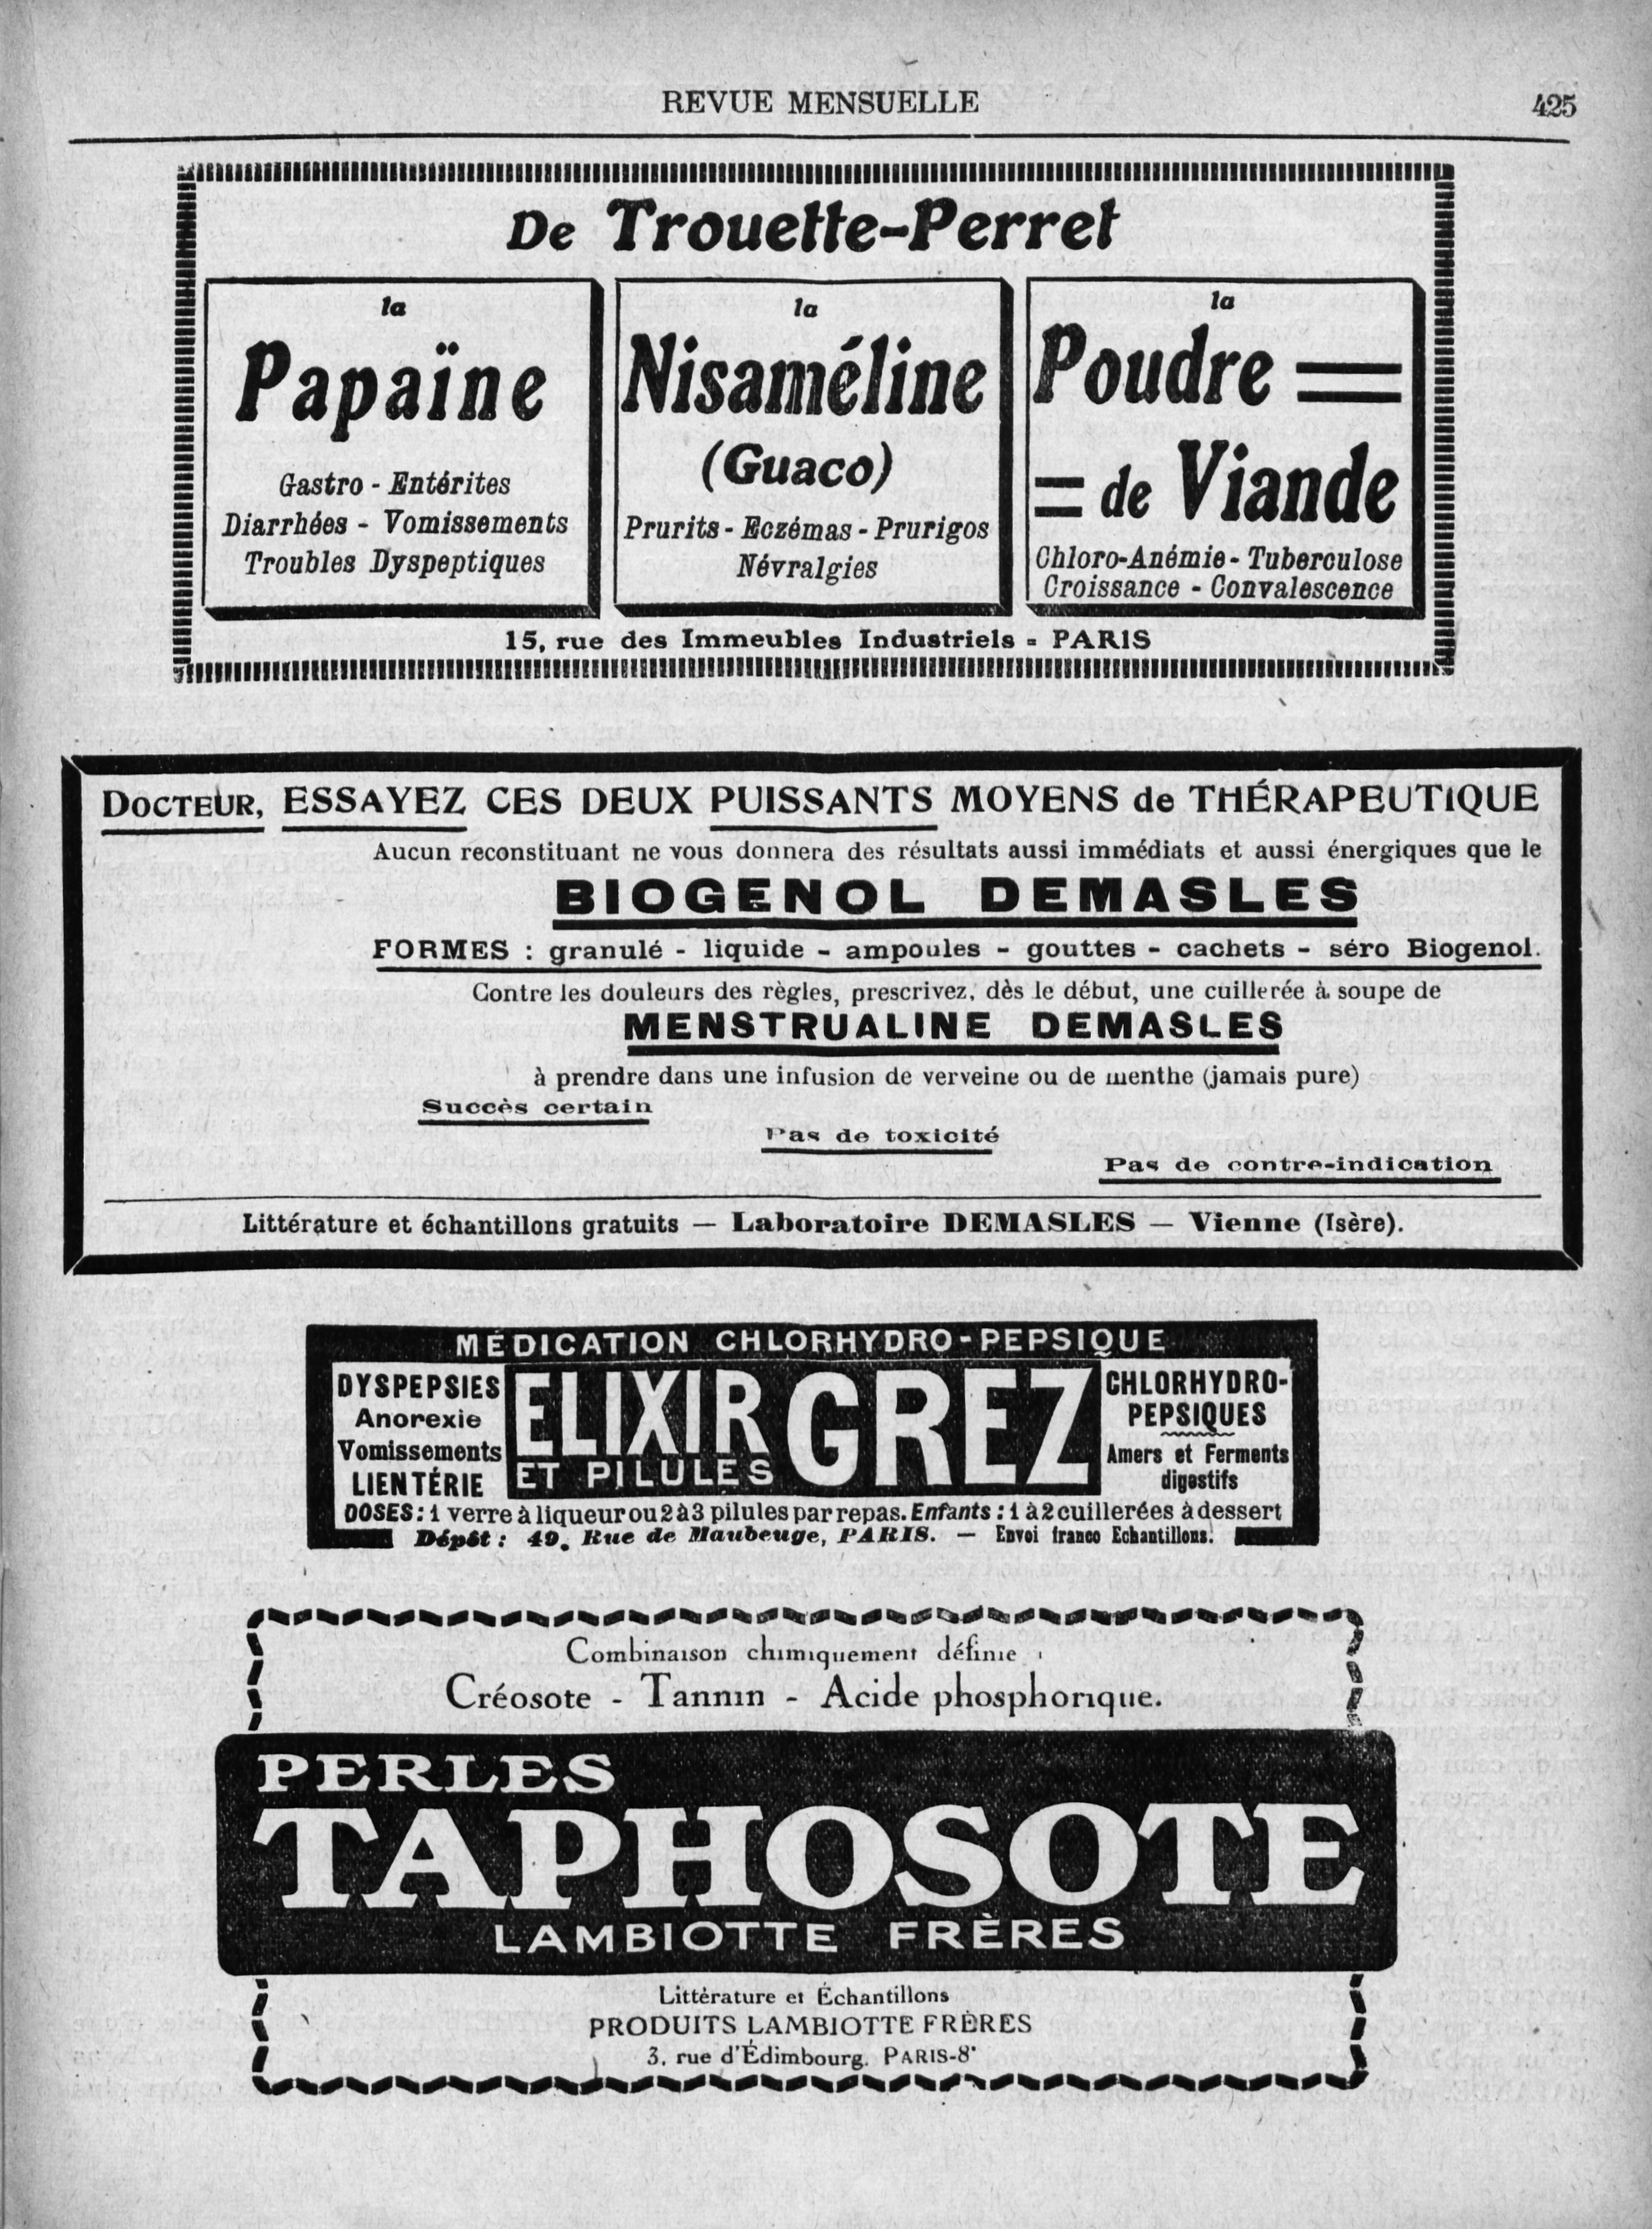 REVUE MENSUELLE
425
De Trouette-Perret
la
Papaïne
Gastro - Entérites
Diarrhées - Vomissements
Troubles Dyspeptiques
la
Nisaméline
(Guaco)
Prurits - Eczémas - Prurigos
Névralgies
la
Poudre
de Viande
Chloro-Anémie - Tuberculose
Croissance - Convalescence
15, rue des Immeubles Industriels = PARIS
DOCTEUR, ESSAYEZ CES DEUX PUISSANTS MOYENS de THÉRAPEUTIQUE
Aucun reconstituant ne vous donnera des résultats aussi immédiats et aussi énergiques que le
BIOGENOL DEMASLES
FORMES : granulé - liquide - ampoules - gouttes - cachets - séro Biogenol.
Contre les douleurs des règles, prescrivez, dès le début, une cuillerée à soupe de
MENSTRUALINE DEMASLES
à prendre dans une infusion de verveine ou de menthe (jamais pure)
Succès certain
Pas de toxicité
Pas de contre-indication
Littérature et échantillons gratuits — Laboratoire DEMASLES — Vienne (Isère).
MÉDICATION CHLORHYDRO-PEPSIQUE
DYSPEPSIES
Anorexie
Vomissements
LIENTÉRIE
ELIXIR GREZ
ET PILULES
CHLORHYDRO-
PEPSIQUES
Amers et Ferments
digestifs
DOSES: 1 verre à liqueur ou 2 à 3 pilules par repas. Enfants : 1 à 2 cuillerées à dessert
Dépôt : 49, Rue de Maubeuge, PARIS. — Envoi franco Echantillons.
Combinaison chimiquement définie :
Créosote - Tannin - Acide phosphorique.
PERLES
TAPHOSOTE
LAMBIOTTE FRÈRES
Littérature et Échantillons
PRODUITS LAMBIOTTE FRÈRES
3, rue d'Édimbourg. PARIS-8e